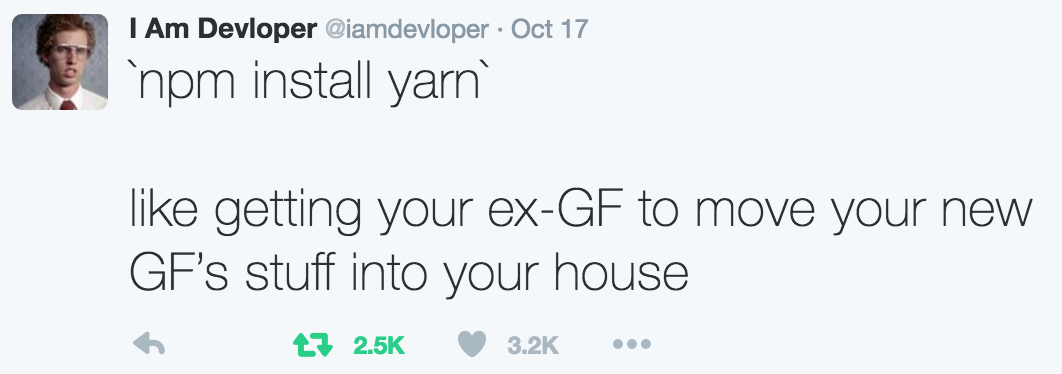 I Am Devloper @iamdevloper · Oct 17
`npm install yarn`
like getting your ex-GF to move your new
GF’s stuff into your house
2.5K 3.2K